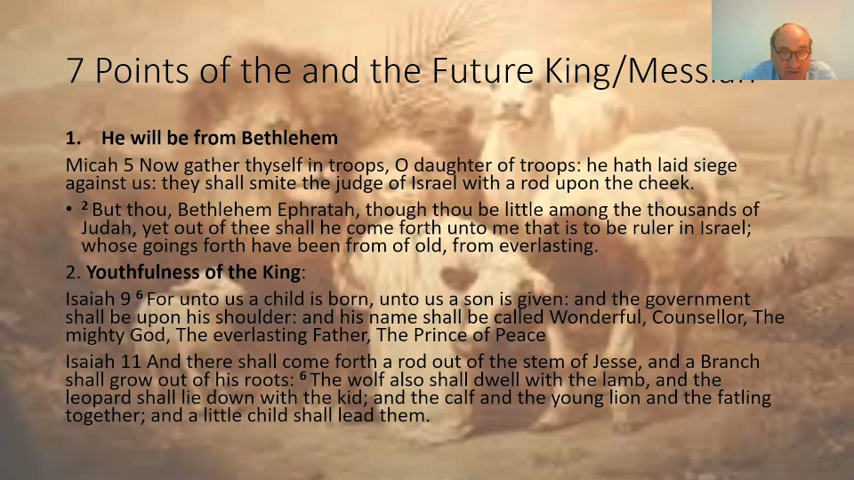 7 Points of the and the Future King/Messiah
1. He will be from Bethlehem
Micah 5 Now gather thyself in troops, O daughter of troops: he hath laid siege
against us: they shall smite the judge of Israel with a rod upon the cheek.
• ² But thou, Bethlehem Ephratah, though thou be little among the thousands of
Judah, yet out of thee shall he come forth unto me that is to be ruler in Israel;
whose goings forth have been from of old, from everlasting.
2. Youthfulness of the King:
Isaiah 9 ⁶ For unto us a child is born, unto us a son is given: and the government
shall be upon his shoulder: and his name shall be called Wonderful, Counsellor, The
mighty God, The everlasting Father, The Prince of Peace
Isaiah 11 And there shall come forth a rod out of the stem of Jesse, and a Branch
shall grow out of his roots: ⁶ The wolf also shall dwell with the lamb, and the
leopard shall lie down with the kid; and the calf and the young lion and the fatling
together; and a little child shall lead them.